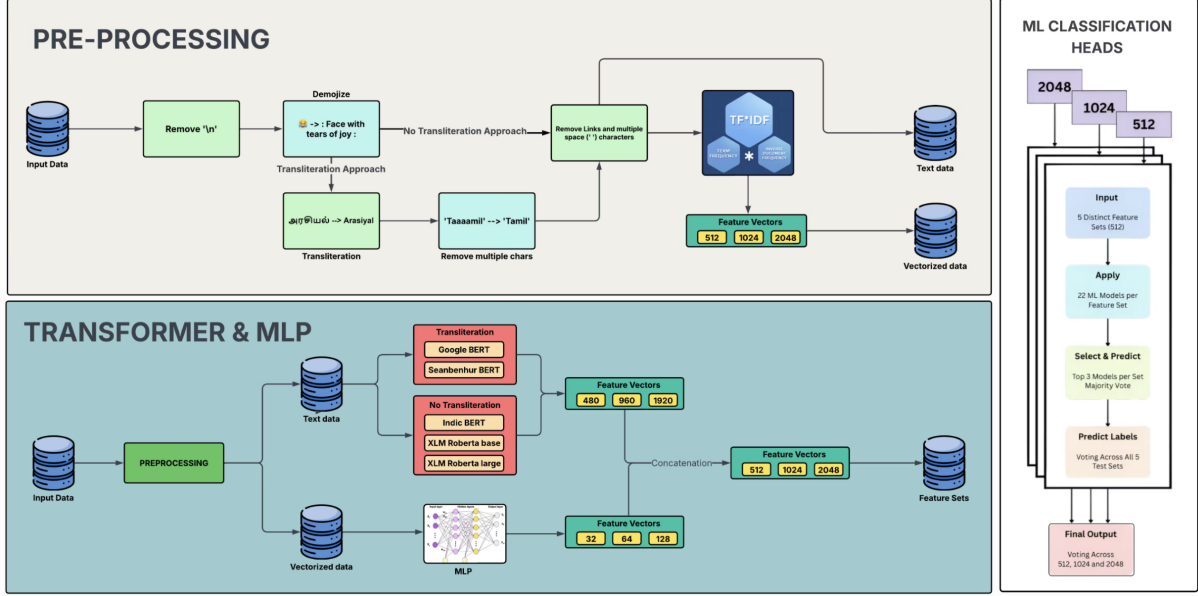 PRE-PROCESSING
Input Data
Remove '\n'
Demojize
😂 -> : Face with
tears of joy :
No Transliteration Approach
Transliteration Approach
அரசியல் --> Arasiyal
Transliteration
'Taaaamil' --> 'Tamil'
Remove multiple chars
Remove Links and multiple
space (' ') characters
TF*IDF
TERM
FREQUENCY
*
INVERSE
DOCUMENT
FREQUENCY
Feature Vectors
512
1024
2048
Text data
Vectorized data
TRANSFORMER & MLP
Input Data
PREPROCESSING
Text data
Vectorized data
Transliteration
Google BERT
Seanbenhur BERT
No Transliteration
Indic BERT
XLM Roberta base
XLM Roberta large
MLP
Feature Vectors
480
960
1920
Feature Vectors
32
64
128
Concatenation
Feature Vectors
512
1024
2048
Feature Sets
ML CLASSIFICATION
HEADS
2048
1024
512
Input
5 Distinct Feature
Sets (512)
Apply
22 ML Models per
Feature Set
Select & Predict
Top 3 Models per Set
Majority Vote
Predict Labels
Voting Across All 5
Test Sets
Final Output
Voting Across
512, 1024 and 2048